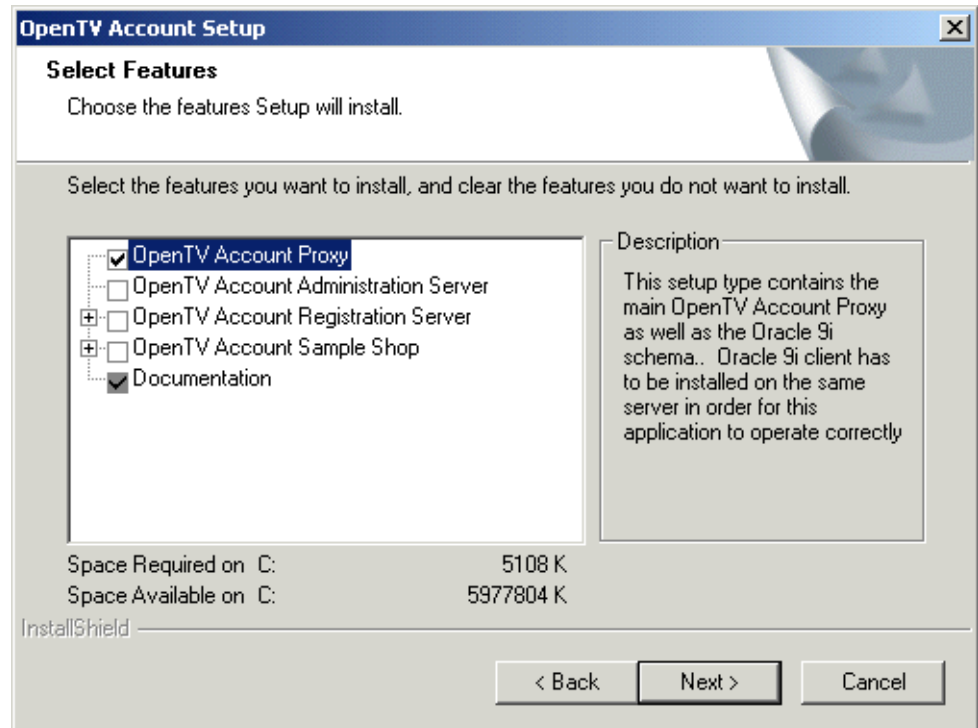 OpenTV Account Setup
Select Features
Choose the features Setup will install.
Select the features you want to install, and clear the features you do not want to install.
OpenTV Account Proxy
OpenTV Account Administration Server
OpenTV Account Registration Server
OpenTV Account Sample Shop
Documentation
Description
This setup type contains the
main OpenTV Account Proxy
as well as the Oracle 9i
schema.. Oracle 9i client has
to be installed on the same
server in order for this
application to operate correctly
Space Required on C: 5108 K
Space Available on C: 5977804 K
InstallShield
< Back Next > Cancel